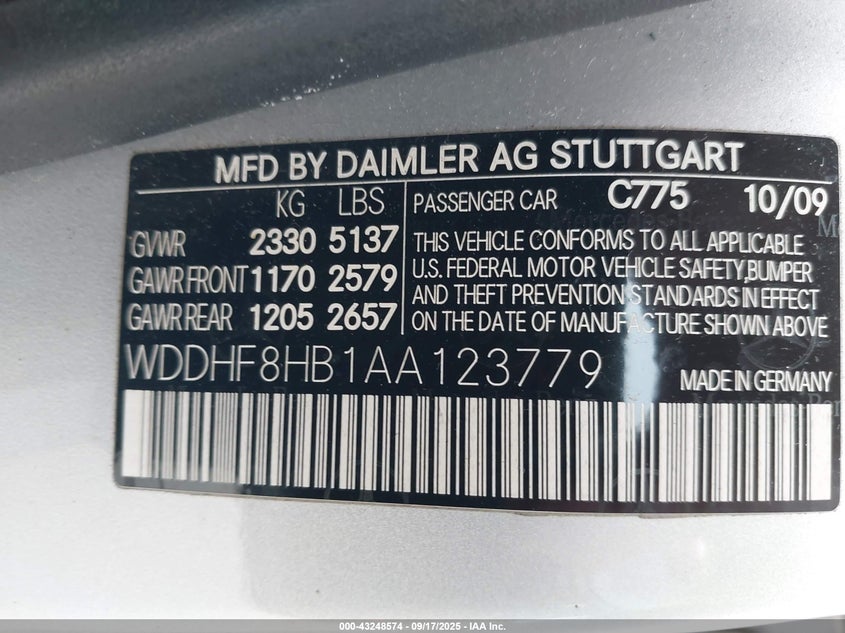 MFD BY DAIMLER AG STUTTGART
KG LBS
GVWR 2330 5137
GAWR FRONT 1170 2579
GAWR REAR 1205 2657
PASSENGER CAR C775 10/09
THIS VEHICLE CONFORMS TO ALL APPLICABLE
U.S. FEDERAL MOTOR VEHICLE SAFETY,BUMPER
AND THEFT PREVENTION STANDARDS IN EFFECT
ON THE DATE OF MANUFACTURE SHOWN ABOVE
WDDHF8HB1AA123779 MADE IN GERMANY
000-43248574 - 09/17/2025 - IAA Inc.